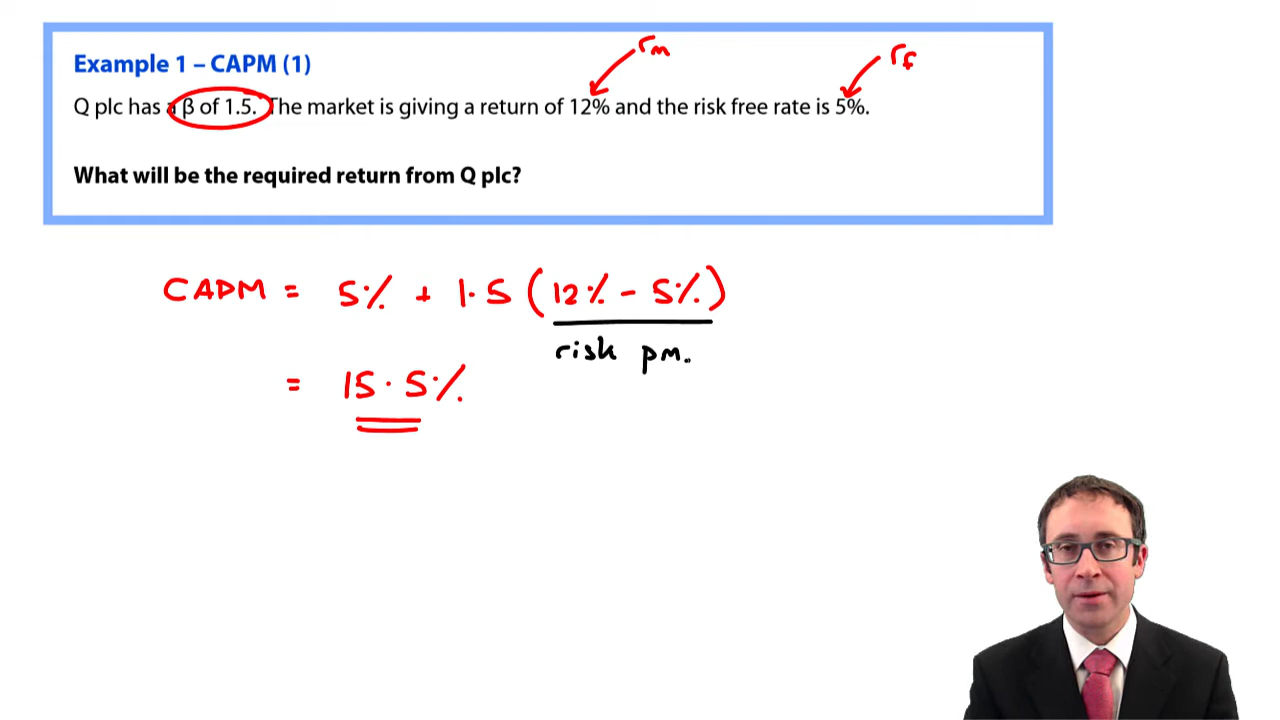 rm
rf
Example 1 – CAPM (1)
Q plc has a β of 1.5. The market is giving a return of 12% and the risk free rate is 5%.
What will be the required return from Q plc?
CAPM = 5% + 1.5 (12% - 5%)
risk pm.
= 15.5%